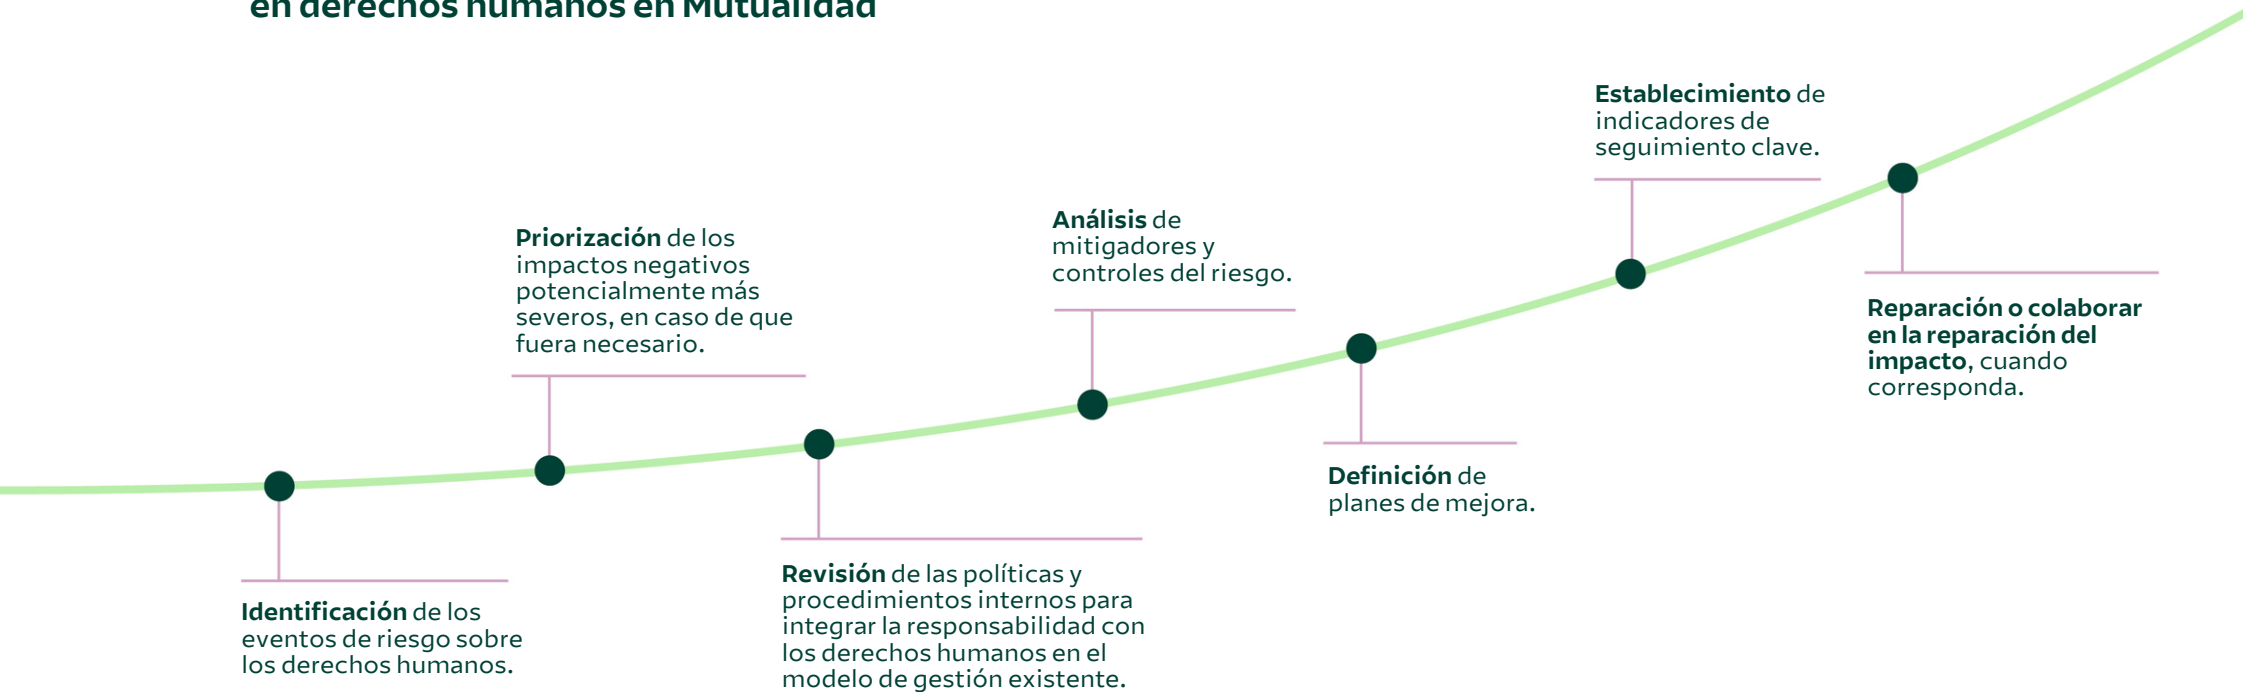 en derechos humanos en Mutualidad
Identificación de los
eventos de riesgo sobre
los derechos humanos.
Priorización de los
impactos negativos
potencialmente más
severos, en caso de que
fuera necesario.
Revisión de las políticas y
procedimientos internos para
integrar la responsabilidad con
los derechos humanos en el
modelo de gestión existente.
Análisis de
mitigadores y
controles del riesgo.
Definición de
planes de mejora.
Establecimiento de
indicadores de
seguimiento clave.
Reparación o colaborar
en la reparación del
impacto, cuando
corresponda.